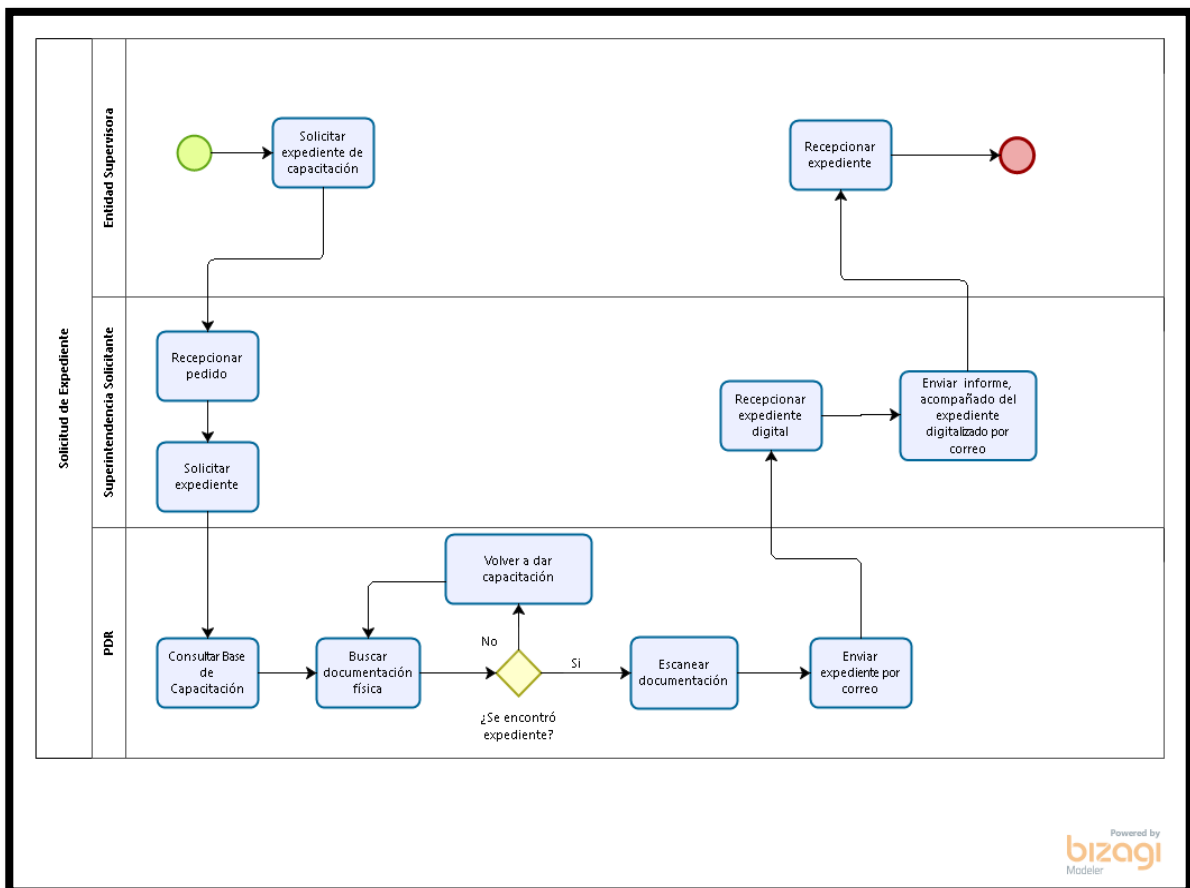 Solicitud de Expediente
Entidad Supervisora
Solicitar
expediente de
capacitación
Recepcionar
expediente
Superintendencia Solicitante
Recepcionar
pedido
Solicitar
expediente
Recepcionar
expediente
digital
Enviar informe,
acompañado del
expediente
digitalizado por
correo
PDR
Volver a dar
capacitación
No
Consultar Base
de
Capacitación
Buscar
documentación
física
Si
¿Se encontró
expediente?
Escanear
documentación
Enviar
expediente por
correo
Powered by
bizagi
Modeler